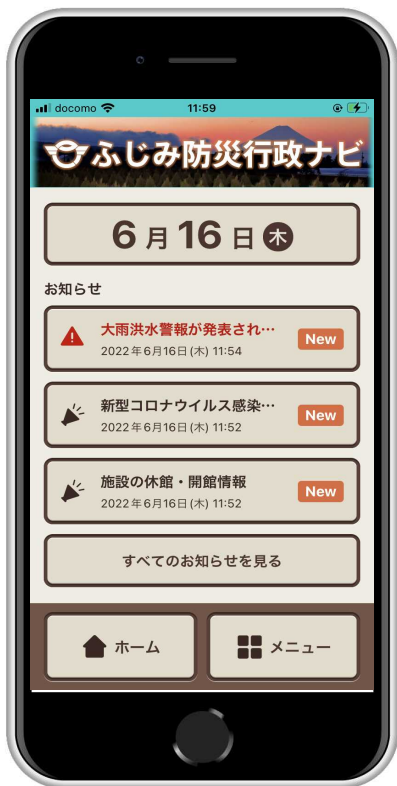 docomo 11:59
ふじみ防災行政ナビ
6月16日 木
お知らせ
大雨洪水警報が発表され…
2022年6月16日(木) 11:54
New
新型コロナウイルス感染…
2022年6月16日(木) 11:52
New
施設の休館・開館情報
2022年6月16日(木) 11:52
New
すべてのお知らせを見る
ホーム
メニュー